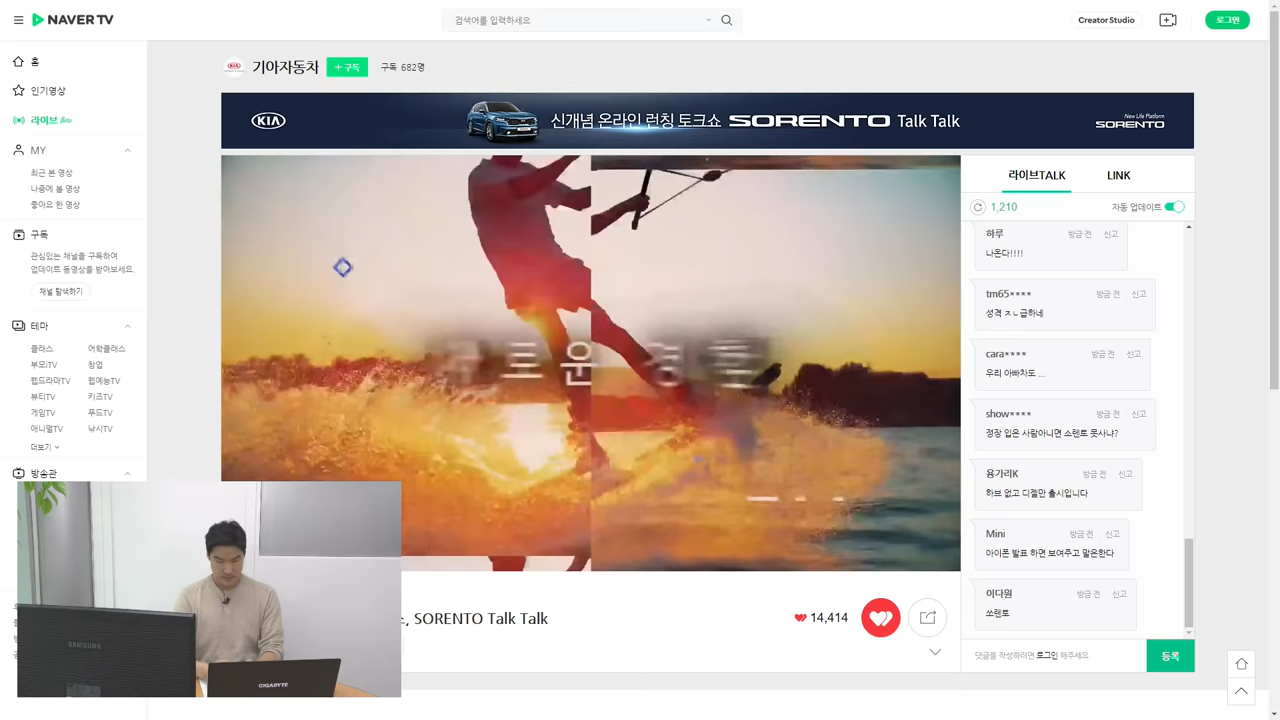 NAVER TV
검색어를 입력하세요
Creator Studio
로그인
홈
인기영상
라이브 Beta
MY
최근 본 영상
나중에 볼 영상
좋아요 한 영상
구독
관심있는 채널을 구독하여
업데이트 동영상을 받아보세요.
채널 탐색하기
테마
클래스 어학클래스
부모iTV 창업
웹드라마TV 웹예능TV
뷰티TV 키즈TV
게임TV 푸드TV
애니멀TV 낚시TV
더보기
방송관
기아자동차
+ 구독
구독 682명
KIA
신개념 온라인 런칭 토크쇼 SORENTO Talk Talk
New Life Platform
SORENTO
로운
SORENTO Talk Talk
14,414
라이브TALK
LINK
1,210
자동 업데이트
하루 방금 전 신고
나온다!!!!
tm65**** 방금 전 신고
성격 ㅈㄴ급하네
cara**** 방금 전 신고
우리 아빠차도 ...
show**** 방금 전 신고
정장 입은 사람아니면 소렌토 못사냐?
용가리K 방금 전 신고
하브 없고 디젤만 출시입니다
Mini 방금 전 신고
아이폰 발표 하면 보여주고 말은한다
이다원 방금 전 신고
쏘렌토
댓글을 작성하려면 로그인 해주세요
등록
SAMSUNG
GIGABYTE